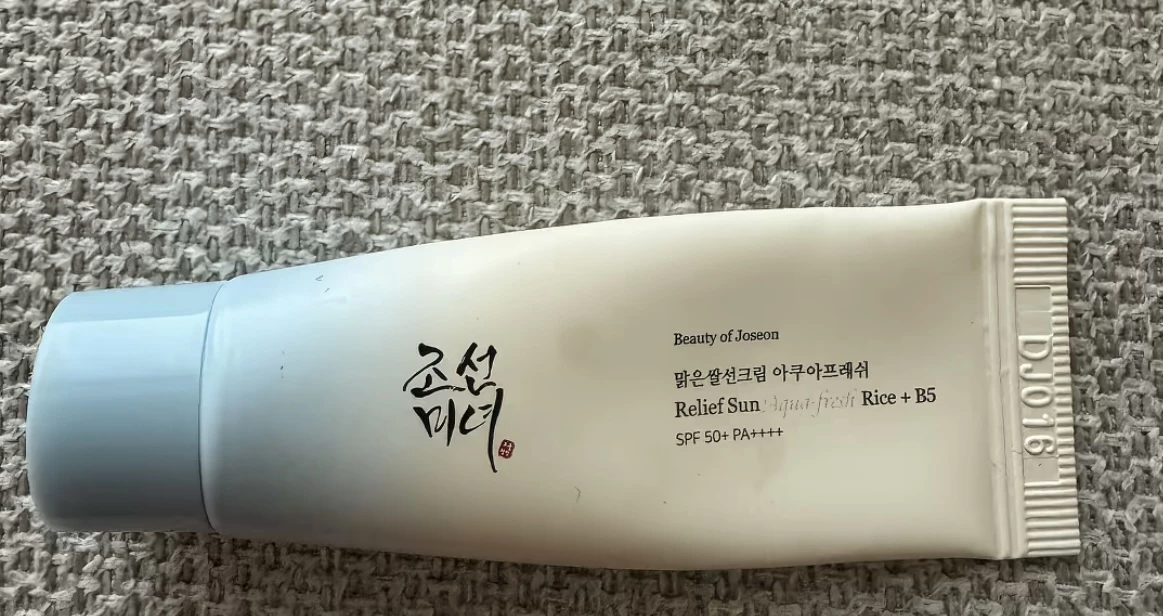 조선
미녀
Beauty of Joseon
맑은쌀선크림 아쿠아프레쉬
Relief Sun Aqua-fresh Rice + B5
SPF 50+ PA++++
DJ016